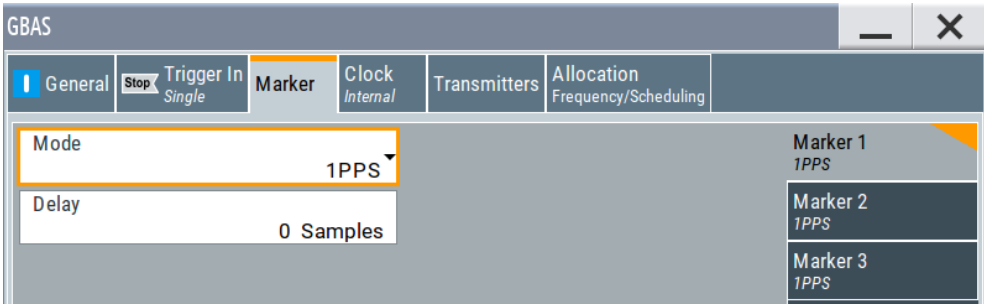 GBAS
General
Stop
Trigger In
Single
Marker
Clock
Internal
Transmitters
Allocation
Frequency/Scheduling
Mode
1PPS
Delay
0 Samples
Marker 1
1PPS
Marker 2
1PPS
Marker 3
1PPS